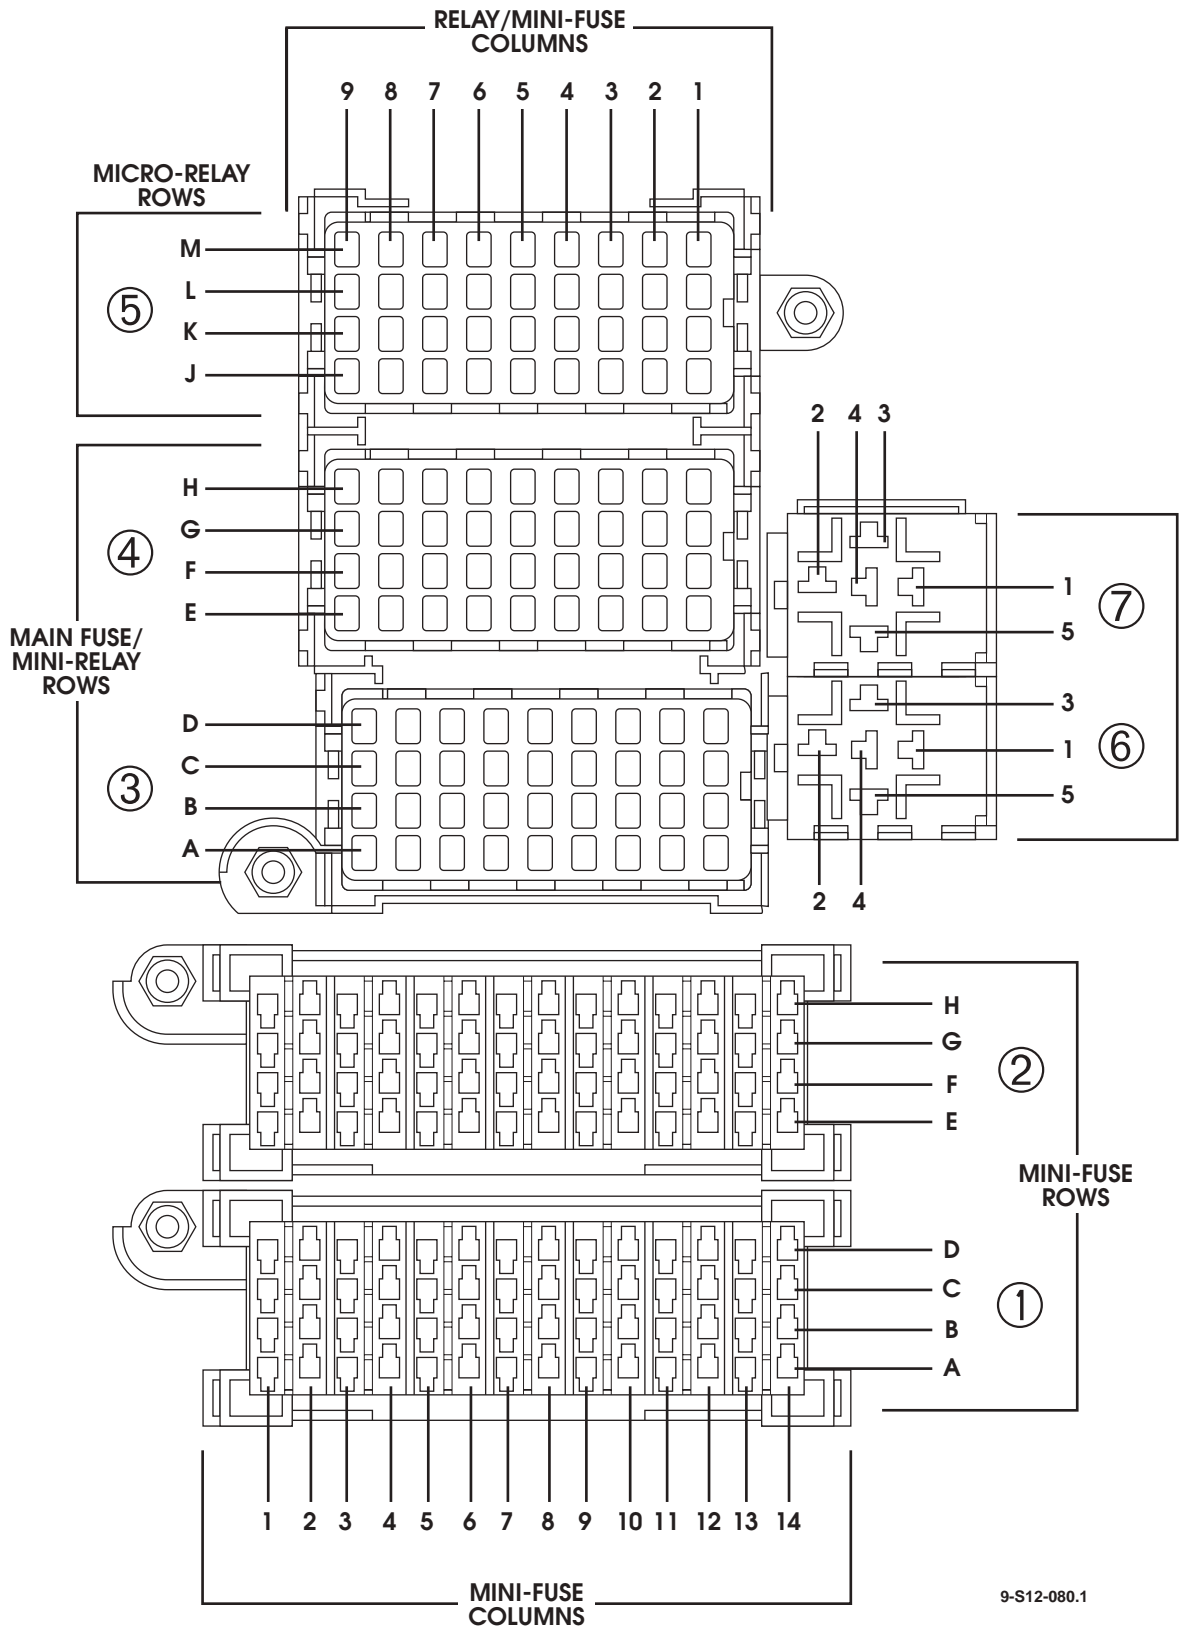 RELAY/MINI-FUSE
COLUMNS
9 8 7 6 5 4 3 2 1
MICRO-RELAY
ROWS
M
L
5
K
J
2 4 3
H
G
4
F
E
1
7
5
MAIN FUSE/
MINI-RELAY
ROWS
D
C
3
B
A
3
1
6
5
2 4
H
G
2
F
E
MINI-FUSE
ROWS
D
C
1
B
A
1 2 3 4 5 6 7 8 9 10 11 12 13 14
MINI-FUSE
COLUMNS
9-S12-080.1